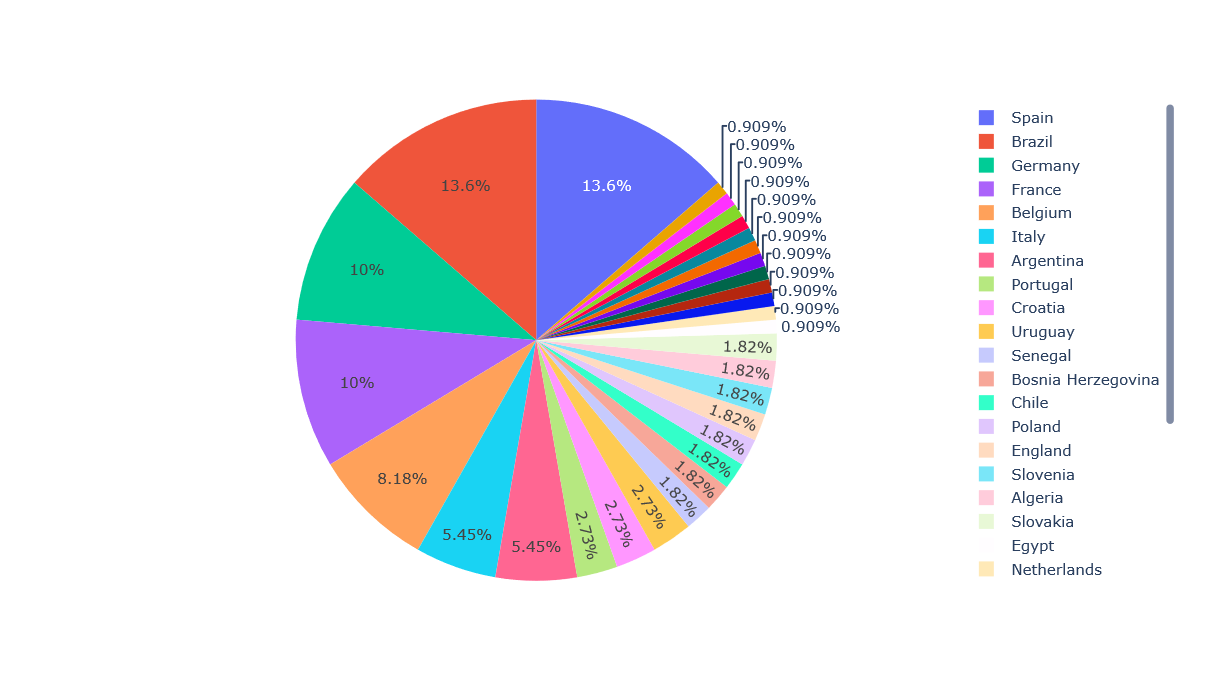 0.909%
0.909%
0.909%
0.909%
13.6%
13.6%
0.909%
0.909%
0.909%
0.909%
10%
0.909%
0.909%
0.909%
0.909%
1.82%
1.82%
10%
1.82%
1.82%
1.82%
1.82%
1.82%
8.18%
1.82%
2.73%
2.73%
2.73%
5.45%
5.45%
Spain
Brazil
Germany
France
Belgium
Italy
Argentina
Portugal
Croatia
Uruguay
Senegal
Bosnia Herzegovina
Chile
Poland
England
Slovenia
Algeria
Slovakia
Egypt
Netherlands